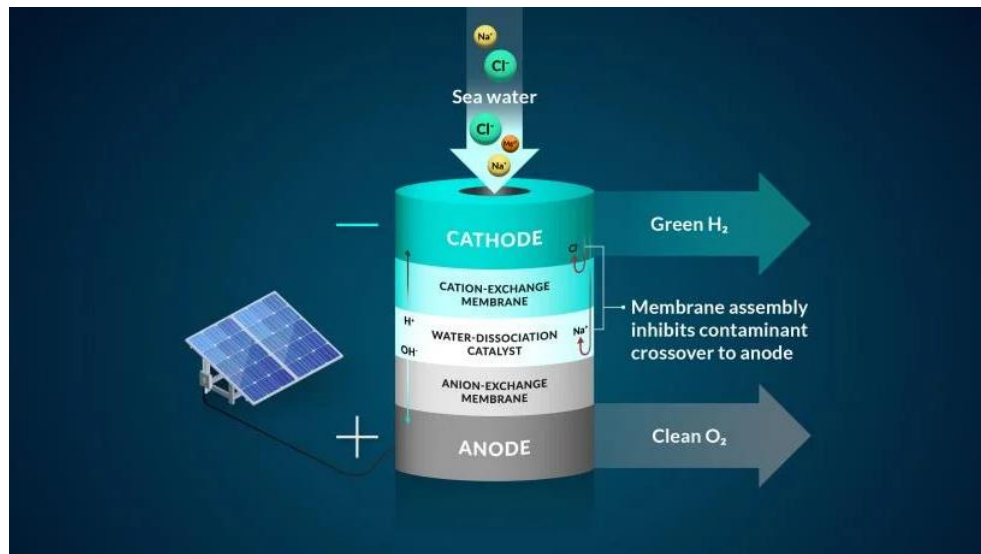 Na⁺
Cl⁻
Sea water
Cl⁻
Mg⁺
Na⁺
−
CATHODE
Cl⁻
Green H₂
CATION-EXCHANGE
MEMBRANE
H⁺
WATER-DISSOCIATION
CATALYST
Na⁺
OH⁻
Membrane assembly
inhibits contaminant
crossover to anode
ANION-EXCHANGE
MEMBRANE
+
ANODE
Clean O₂